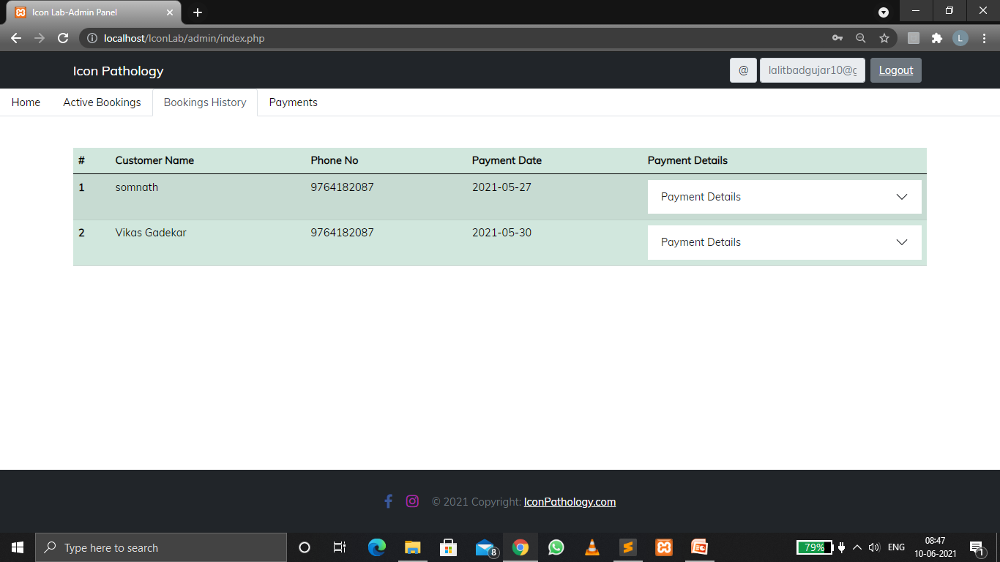 Icon Lab-Admin Panel
localhost/IconLab/admin/index.php
L
Icon Pathology
@ lalitbadgujar10@g Logout
Home Active Bookings Bookings History Payments
# Customer Name Phone No Payment Date Payment Details
1 somnath 9764182087 2021-05-27 Payment Details
2 Vikas Gadekar 9764182087 2021-05-30 Payment Details
© 2021 Copyright: IconPathology.com
Type here to search
8
79%
ENG
08:47
10-06-2021
1